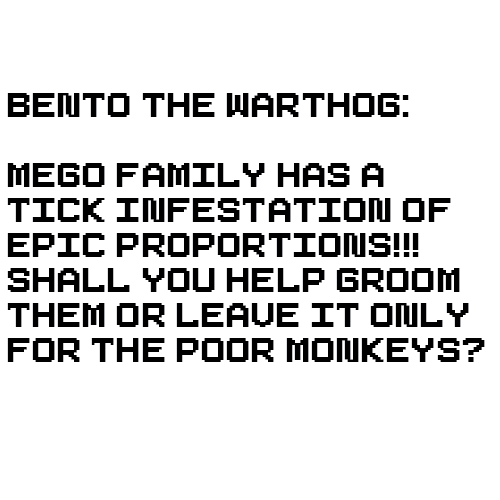 BENTO THE WARTHOG:
MEGO FAMILY HAS A
TICK INFESTATION OF
EPIC PROPORTIONS!!!
SHALL YOU HELP GROOM
THEM OR LEAVE IT ONLY
FOR THE POOR MONKEYS?